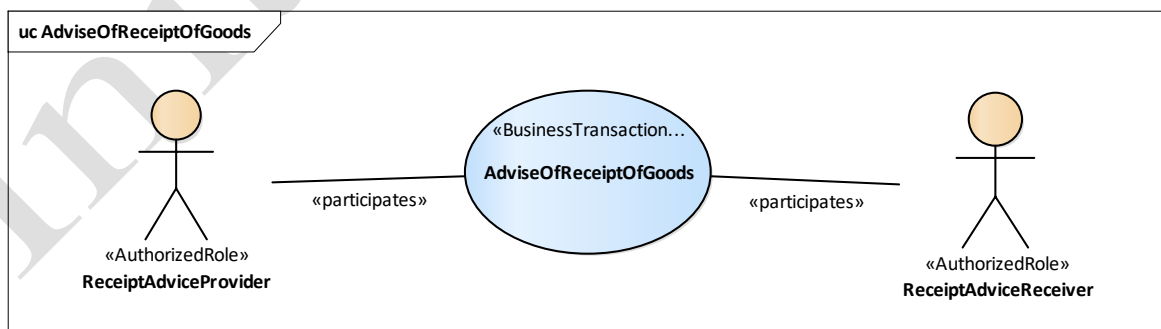 uc AdviseOfReceiptOfGoods
«BusinessTransaction...
AdviseOfReceiptOfGoods
«participates»
«participates»
«AuthorizedRole»
ReceiptAdviceProvider
«AuthorizedRole»
ReceiptAdviceReceiver